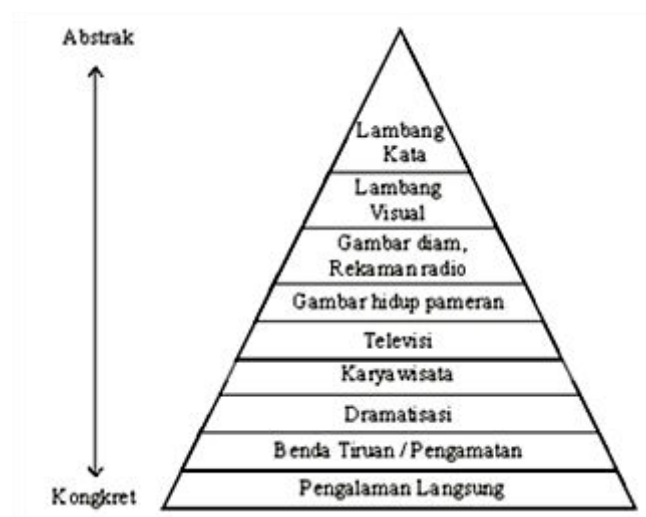 Abstrak
Lambang
Kata
Lambang
Visual
Gambar diam,
Rekaman radio
Gambar hidup pameran
Televisi
Karyawisata
Dramatisasi
Benda Tiruan / Pengamatan
Pengalaman Langsung
Kongkret